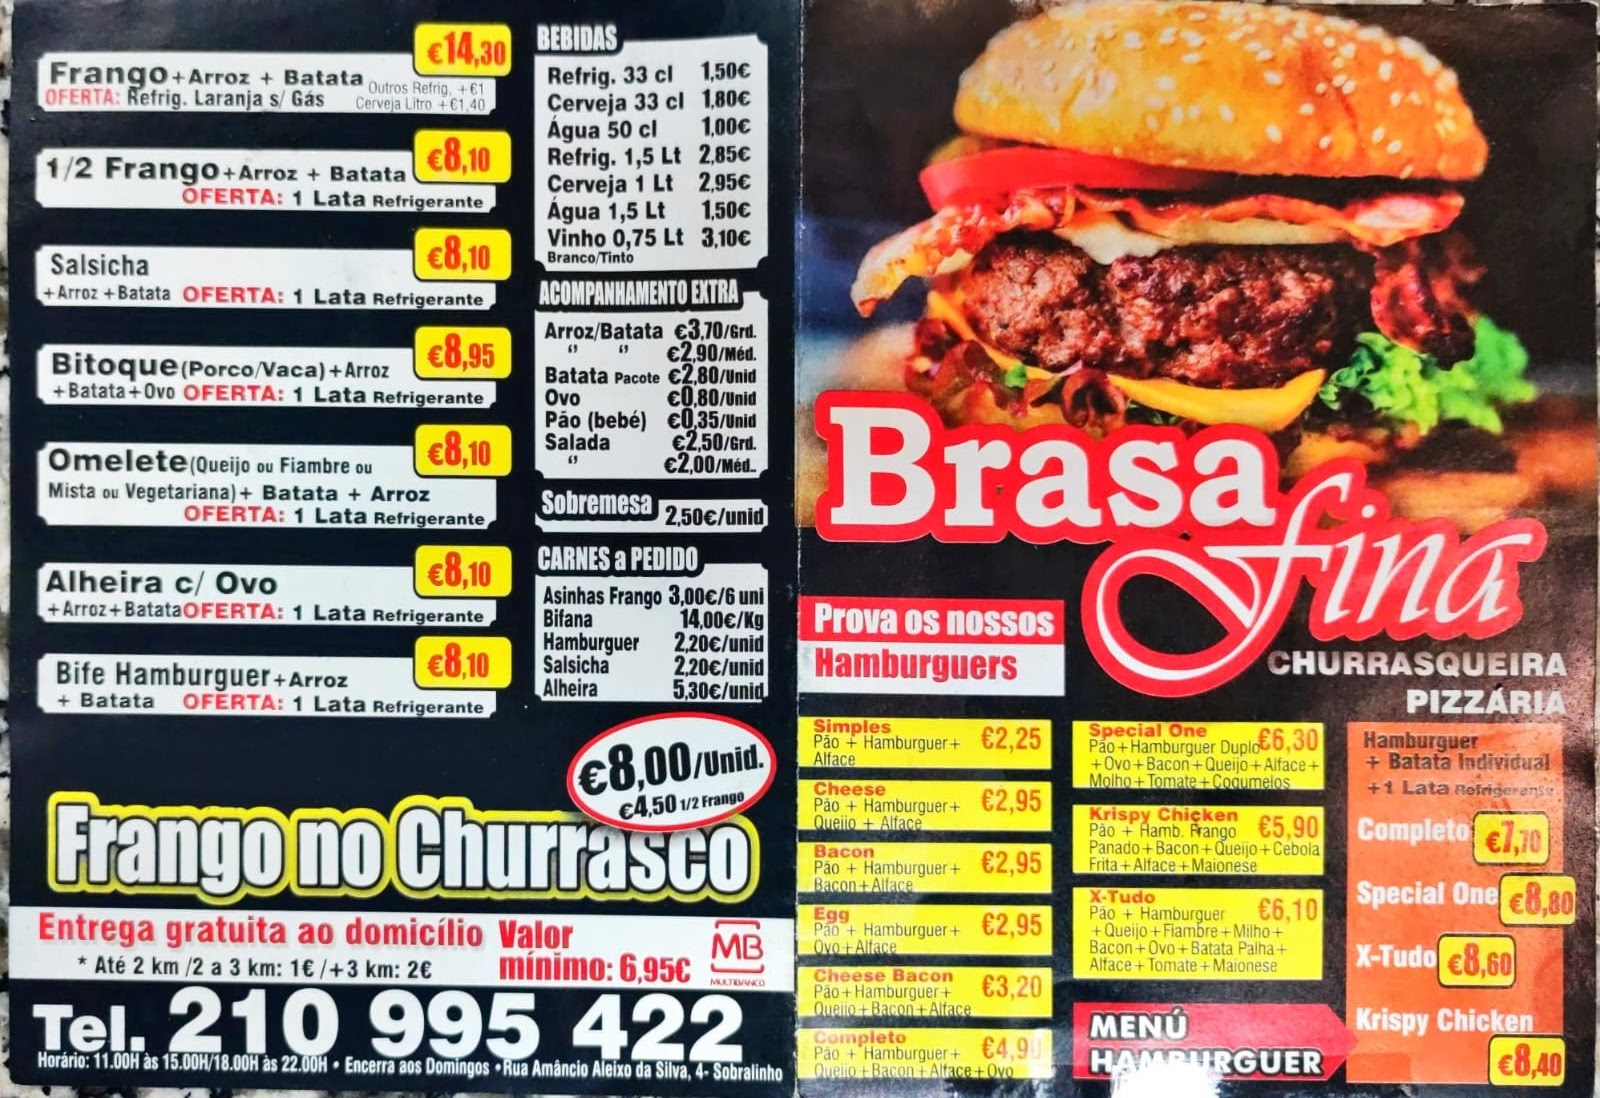 €14,30
Frango + Arroz + Batata
OFERTA: Refrig. Laranja s/ Gás
Outros Refrig, +€1
Cerveja Litro +€1,40
€8,10
1/2 Frango + Arroz + Batata
OFERTA: 1 Lata Refrigerante
€8,10
Salsicha
+ Arroz + Batata OFERTA: 1 Lata Refrigerante
€8,95
Bitoque (Porco/Vaca) + Arroz
+ Batata + Ovo OFERTA: 1 Lata Refrigerante
€8,10
Omelete (Queijo ou Fiambre ou
Mista ou Vegetariana) + Batata + Arroz
OFERTA: 1 Lata Refrigerante
€8,10
Alheira c/ Ovo
+ Arroz + Batata OFERTA: 1 Lata Refrigerante
€8,10
Bife Hamburguer + Arroz
+ Batata OFERTA: 1 Lata Refrigerante
BEBIDAS
Refrig. 33 cl 1,50€
Cerveja 33 cl 1,80€
Água 50 cl 1,00€
Refrig. 1,5 Lt 2,85€
Cerveja 1 Lt 2,95€
Água 1,5 Lt 1,50€
Vinho 0,75 Lt 3,10€
Branco/Tinto
ACOMPANHAMENTO EXTRA
Arroz/Batata €3,70/Grd.
“ “ €2,90/Méd.
Batata Pacote €2,80/Unid
Ovo €0,80/Unid
Pão (bebé) €0,35/Unid
Salada €2,50/Grd.
“ €2,00/Méd..
Sobremesa 2,50€/unid
CARNES a PEDIDO
Asinhas Frango 3,00€/6 uni
Bifana 14,00€/Kg
Hamburguer 2,20€/unid
Salsicha 2,20€/unid
Alheira 5,30€/unid
€8,00/Unid.
€4,50 1/2 Frango
Frango no Churrasco
Entrega gratuita ao domicílio
* Até 2 km /2 a 3 km: 1€ /+3 km: 2€
Valor
mínimo: 6,95€
MB
MULTIBANCO
Tel. 210 995 422
Horário: 11.00H às 15.00H/18.00H às 22.00H • Encerra aos Domingos • Rua Amâncio Aleixo da Silva, 4- Sobralinho
Brasa
fina
CHURRASQUEIRA
PIZZÁRIA
Prova os nossos
Hamburguers
Simples
Pão + Hamburguer +
Alface
€2,25
Cheese
Pão + Hamburguer +
Queijo + Alface
€2,95
Bacon
Pão + Hamburguer +
Bacon + Alface
€2,95
Egg
Pão + Hamburguer +
Ovo + Alface
€2,95
Cheese Bacon
Pão + Hamburguer +
Queijo + Bacon + Alface
€3,20
Completo
Pão + Hamburguer +
Queijo + Bacon + Alface + Ovo
€4,90
Special One
Pão + Hamburguer Duplo
+ Ovo + Bacon + Queijo + Alface +
Molho + Tomate + Cogumelos
€6,30
Krispy Chicken
Pão + Hamb. Frango
Panado + Bacon + Queijo + Cebola
Frita + Alface + Maionese
€5,90
X-Tudo
Pão + Hamburguer
+ Queijo + Fiambre + Milho +
Bacon + Ovo + Batata Palha +
Alface + Tomate + Maionese
€6,10
MENÚ
HAMBURGUER
Hamburguer
+ Batata Individual
+ 1 Lata Refrigerante
Completo €7,70
Special One €8,80
X-Tudo €8,60
Krispy Chicken
€8,40